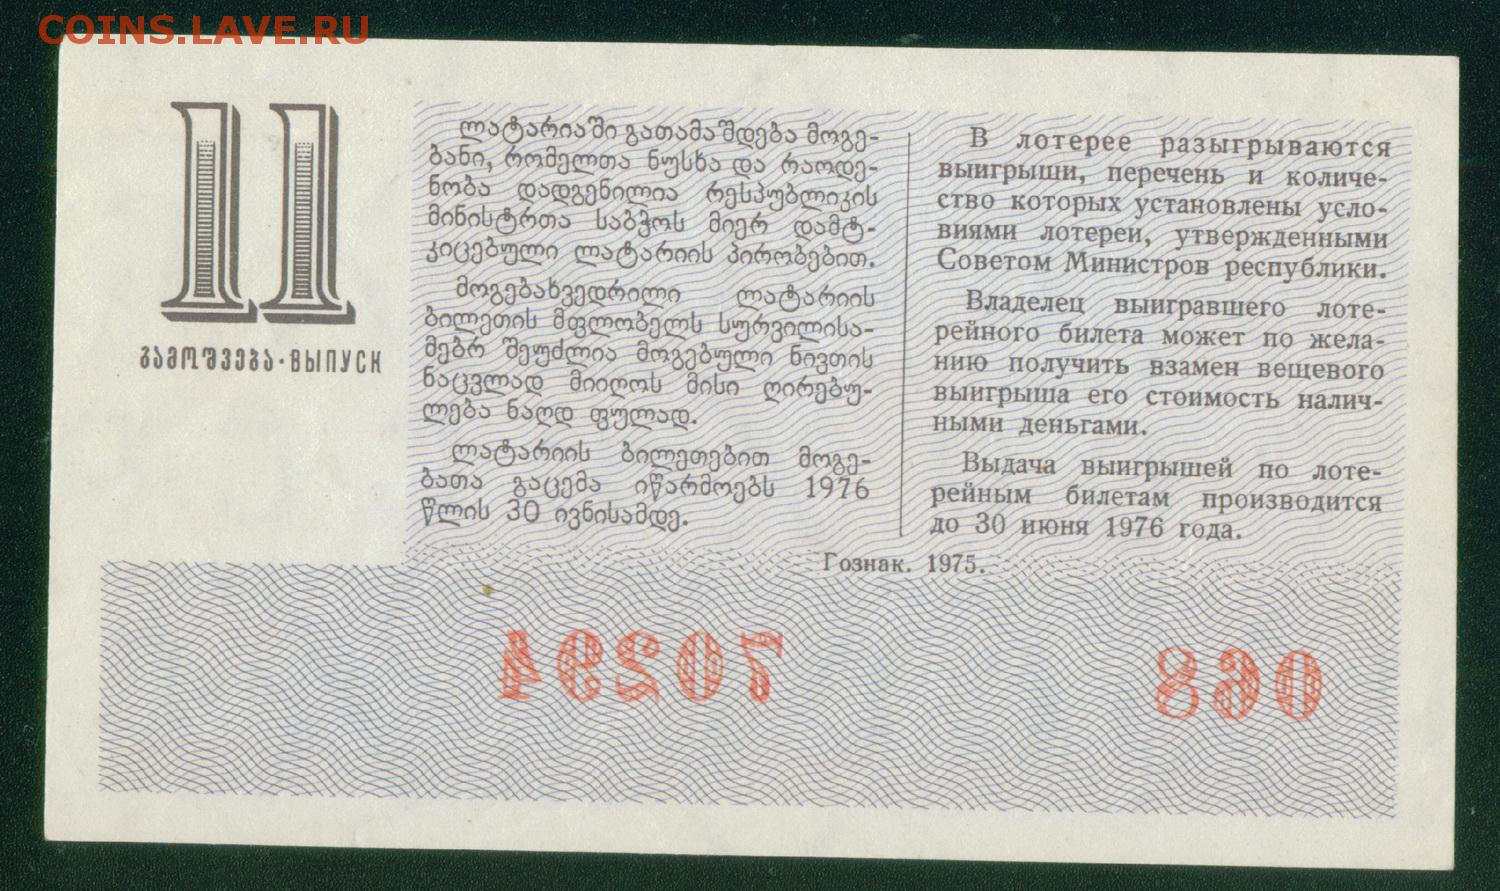 COINS.LAVE.RU
11
გამოშვება · ВЫПУСК
ლატარიაში გათამაშდება მოგე-
ბანი, რომელთა ნუსხა და რაოდე-
ნობა დადგენილია რესპუბლიკის
მინისტრთა საბჭოს მიერ დამტ-
კიცებული ლატარიის პირობებით.
მოგებახვედრილი ლატარიის
ბილეთის მფლობელს სურვილისა-
მებრ შეუძლია მოგებული ნივთის
ნაცვლად მიიღოს მისი ღირებუ-
ლება ნაღდ ფულად.
ლატარიის ბილეთებით მოგე-
ბათა გაცემა იწარმოებს 1976
წლის 30 ივნისამდე.
В лотерее разыгрываются
выигрыши, перечень и количе-
ство которых установлены усло-
виями лотереи, утвержденными
Советом Министров республики.
Владелец выигравшего лоте-
рейного билета может по жела-
нию получить взамен вещевого
выигрыша его стоимость налич-
ными деньгами.
Выдача выигрышей по лоте-
рейным билетам производится
до 30 июня 1976 года.
Гознак. 1975.
70294
068